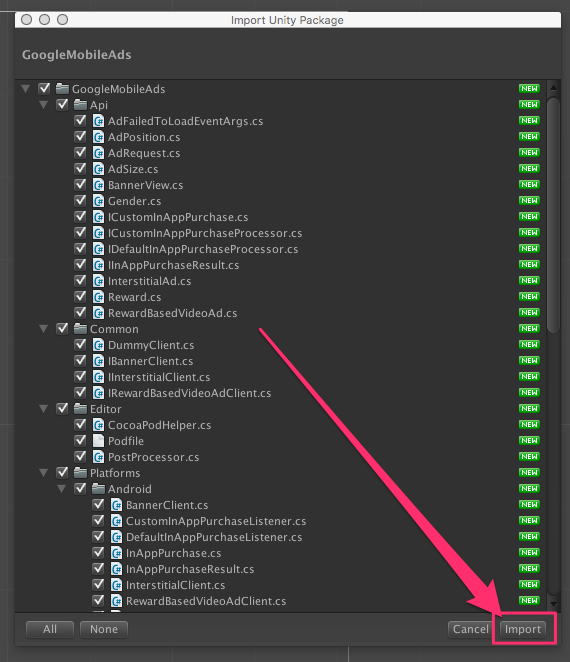 Import Unity Package
GoogleMobileAds
GoogleMobileAds NEW
Api NEW
AdFailedToLoadEventArgs.cs NEW
AdPosition.cs NEW
AdRequest.cs NEW
AdSize.cs NEW
BannerView.cs NEW
Gender.cs NEW
ICustomInAppPurchase.cs NEW
ICustomInAppPurchaseProcessor.cs NEW
IDefaultInAppPurchaseProcessor.cs NEW
IInAppPurchaseResult.cs NEW
InterstitialAd.cs NEW
Reward.cs NEW
RewardBasedVideoAd.cs NEW
Common NEW
DummyClient.cs NEW
IBannerClient.cs NEW
IInterstitialClient.cs NEW
IRewardBasedVideoAdClient.cs NEW
Editor NEW
CocoaPodHelper.cs NEW
Podfile NEW
PostProcessor.cs NEW
Platforms NEW
Android NEW
BannerClient.cs NEW
CustomInAppPurchaseListener.cs NEW
DefaultInAppPurchaseListener.cs NEW
InAppPurchase.cs NEW
InAppPurchaseResult.cs NEW
InterstitialClient.cs NEW
RewardBasedVideoAdClient.cs NEW
All None Cancel Import